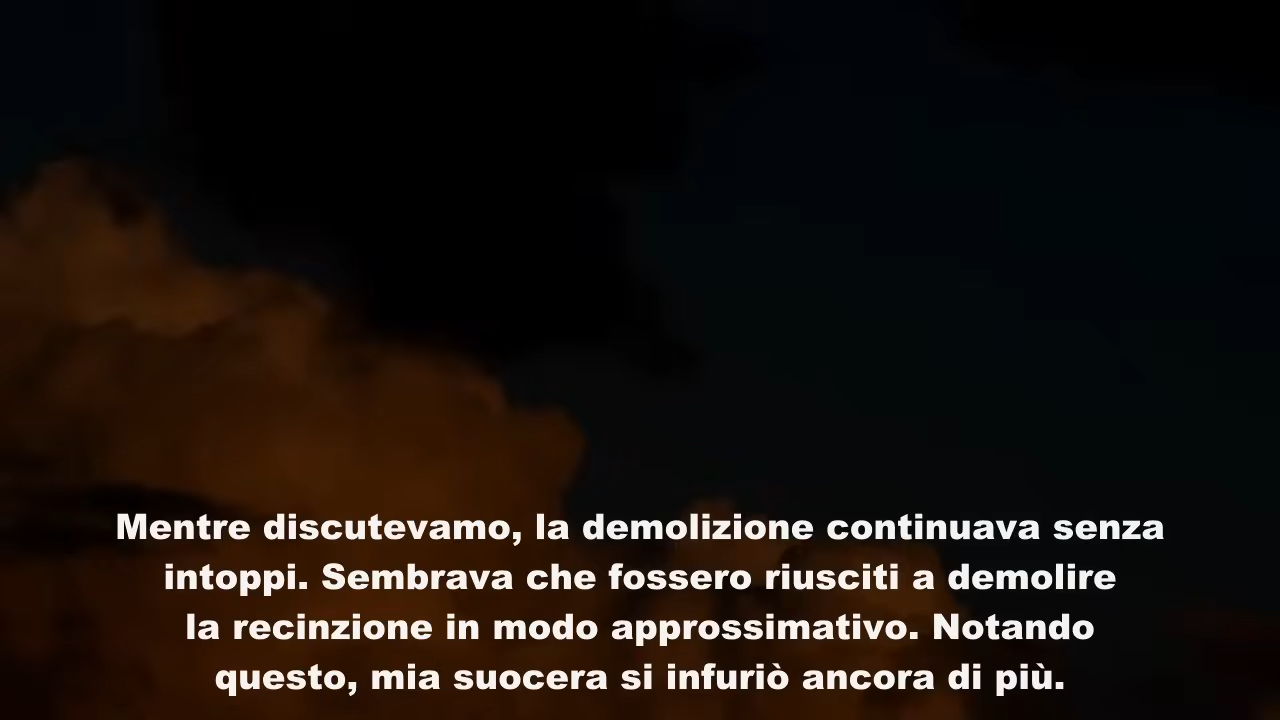 Mentre discutevamo, la demolizione continuava senza
intoppi. Sembrava che fossero riusciti a demolire
la recinzione in modo approssimativo. Notando
questo, mia suocera si infuriò ancora di più.